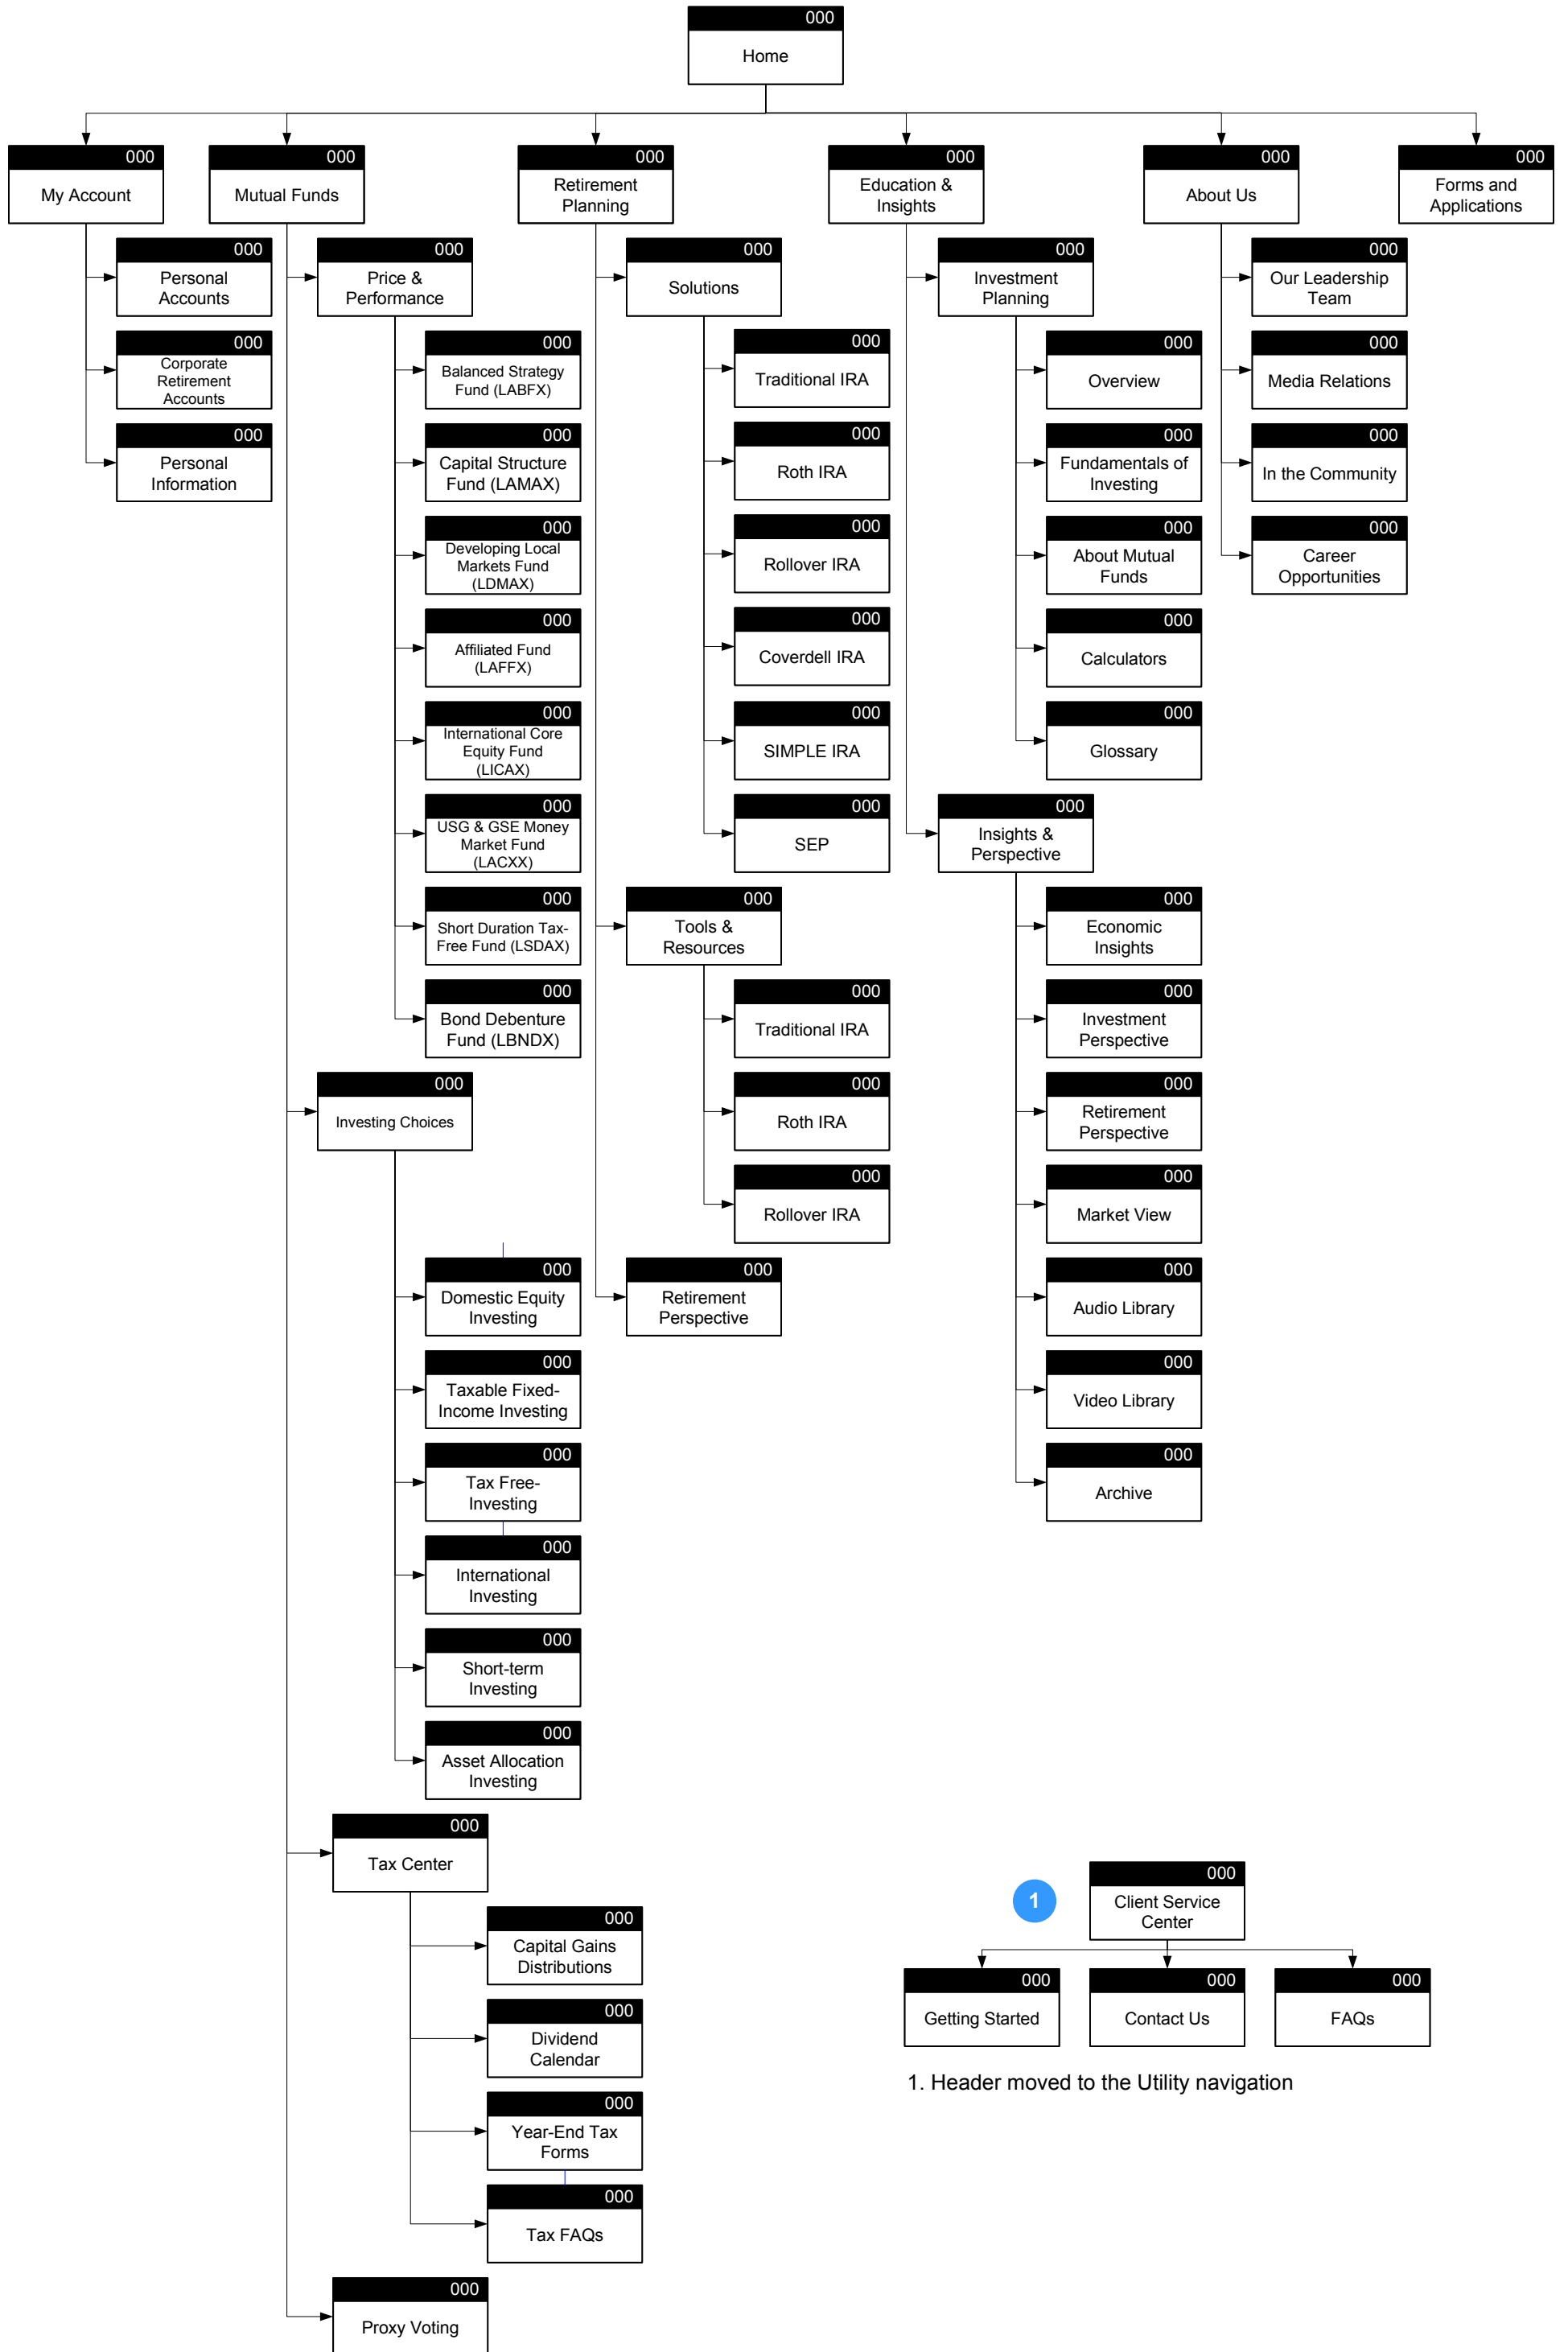 000
Home
000
My Account
000
Mutual Funds
000
Retirement
Planning
000
Education &
Insights
000
About Us
000
Forms and
Applications
000
Personal
Accounts
000
Corporate
Retirement
Accounts
000
Personal
Information
000
Price &
Performance
000
Balanced Strategy
Fund (LABFX)
000
Capital Structure
Fund (LAMAX)
000
Developing Local
Markets Fund
(LDMAX)
000
Affiliated Fund
(LAFFX)
000
International Core
Equity Fund
(LICAX)
000
USG & GSE Money
Market Fund
(LACXX)
000
Short Duration Tax-
Free Fund (LSDAX)
000
Bond Debenture
Fund (LBNDX)
000
Investing Choices
000
Domestic Equity
Investing
000
Taxable Fixed-
Income Investing
000
Tax Free-
Investing
000
International
Investing
000
Short-term
Investing
000
Asset Allocation
Investing
000
Tax Center
000
Capital Gains
Distributions
000
Dividend
Calendar
000
Year-End Tax
Forms
000
Tax FAQs
000
Proxy Voting
000
Solutions
000
Traditional IRA
000
Roth IRA
000
Rollover IRA
000
Coverdell IRA
000
SIMPLE IRA
000
SEP
000
Tools &
Resources
000
Traditional IRA
000
Roth IRA
000
Rollover IRA
000
Retirement
Perspective
000
Investment
Planning
000
Overview
000
Fundamentals of
Investing
000
About Mutual
Funds
000
Calculators
000
Glossary
000
Insights &
Perspective
000
Economic
Insights
000
Investment
Perspective
000
Retirement
Perspective
000
Market View
000
Audio Library
000
Video Library
000
Archive
000
Our Leadership
Team
000
Media Relations
000
In the Community
000
Career
Opportunities
1
000
Client Service
Center
000
Getting Started
000
Contact Us
000
FAQs
1. Header moved to the Utility navigation